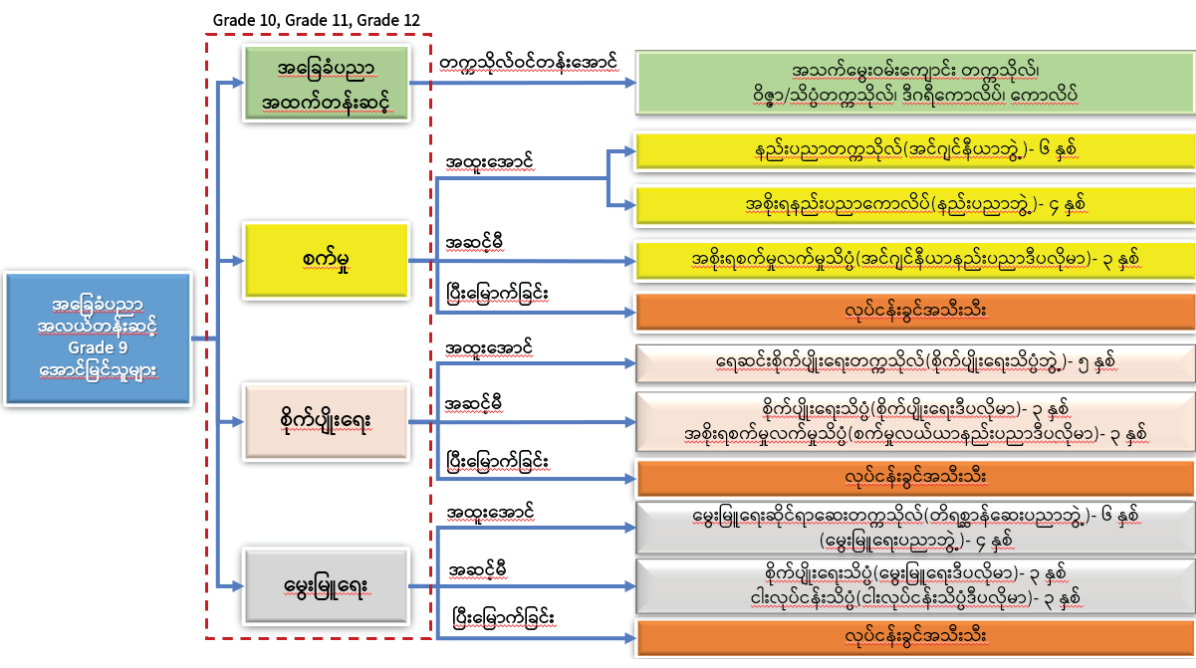 Grade 10, Grade 11, Grade 12
အခြေခံပညာ
အထက်တန်းဆင့်
တက္ကသိုလ်ဝင်တန်းအောင်
အသက်မွေးဝမ်းကျောင်း တက္ကသိုလ်၊
ဝိဇ္ဇာ/သိပ္ပံတက္ကသိုလ်၊ ဒီဂရီကောလိပ်၊ ကောလိပ်
အခြေခံပညာ
အလယ်တန်းဆင့်
Grade 9
အောင်မြင်သူများ
စက်မှု
အထူးအောင်
နည်းပညာတက္ကသိုလ်(အင်ဂျင်နီယာဘွဲ့)- ၆ နှစ်
အစိုးရနည်းပညာကောလိပ်(နည်းပညာဘွဲ့)- ၄ နှစ်
အဆင့်မီ
အစိုးရစက်မှုလက်မှုသိပ္ပံ(အင်ဂျင်နီယာနည်းပညာဒီပလိုမာ)- ၃ နှစ်
ပြီးမြောက်ခြင်း
လုပ်ငန်းခွင်အသီးသီး
စိုက်ပျိုးရေး
အထူးအောင်
ရေဆင်းစိုက်ပျိုးရေးတက္ကသိုလ်(စိုက်ပျိုးရေးသိပ္ပံဘွဲ့)- ၅ နှစ်
အဆင့်မီ
စိုက်ပျိုးရေးသိပ္ပံ(စိုက်ပျိုးရေးဒီပလိုမာ)- ၃ နှစ်
အစိုးရစက်မှုလက်မှုသိပ္ပံ(စက်မှုလယ်ယာနည်းပညာဒီပလိုမာ)- ၃ နှစ်
ပြီးမြောက်ခြင်း
လုပ်ငန်းခွင်အသီးသီး
မွေးမြူရေး
အထူးအောင်
မွေးမြူရေးဆိုင်ရာဆေးတက္ကသိုလ်(တိရစ္ဆာန်ဆေးပညာဘွဲ့)- ၆ နှစ်
(မွေးမြူရေးပညာဘွဲ့)- ၄ နှစ်
အဆင့်မီ
စိုက်ပျိုးရေးသိပ္ပံ(မွေးမြူရေးဒီပလိုမာ)- ၃ နှစ်
ငါးလုပ်ငန်းသိပ္ပံ(ငါးလုပ်ငန်းသိပ္ပံဒီပလိုမာ)- ၃ နှစ်
ပြီးမြောက်ခြင်း
လုပ်ငန်းခွင်အသီးသီး